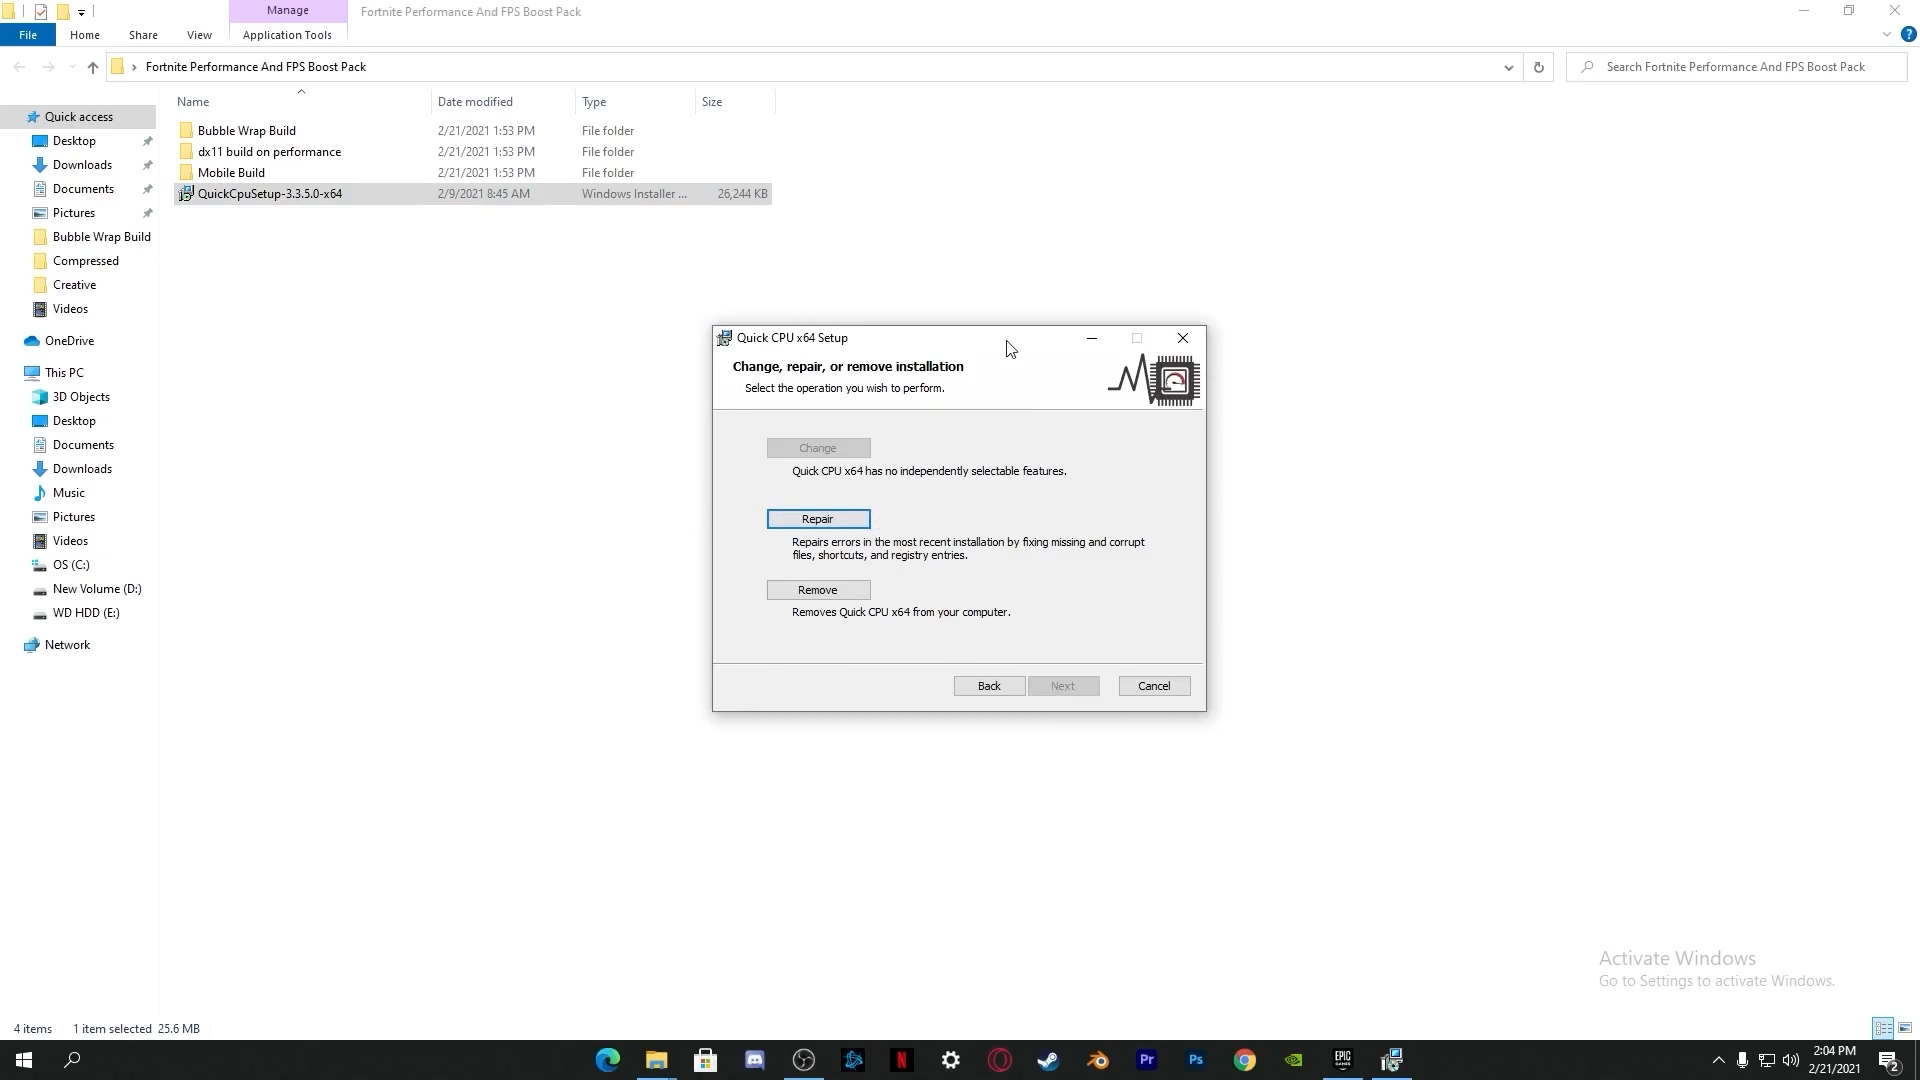 Manage
Fortnite Performance And FPS Boost Pack
File
Home
Share
View
Application Tools
Fortnite Performance And FPS Boost Pack
Search Fortnite Performance And FPS Boost Pack
Name
Date modified
Type
Size
Bubble Wrap Build
2/21/2021 1:53 PM
File folder
dx11 build on performance
2/21/2021 1:53 PM
File folder
Mobile Build
2/21/2021 1:53 PM
File folder
QuickCpuSetup-3.3.5.0-x64
2/9/2021 8:45 AM
Windows Installer ...
26,244 KB
Quick access
Desktop
Downloads
Documents
Pictures
Bubble Wrap Build
Compressed
Creative
Videos
OneDrive
This PC
3D Objects
Desktop
Documents
Downloads
Music
Pictures
Videos
OS (C:)
New Volume (D:)
WD HDD (E:)
Network
Quick CPU x64 Setup
Change, repair, or remove installation
Select the operation you wish to perform.
Change
Quick CPU x64 has no independently selectable features.
Repair
Repairs errors in the most recent installation by fixing missing and corrupt
files, shortcuts, and registry entries.
Remove
Removes Quick CPU x64 from your computer.
Back
Next
Cancel
Activate Windows
Go to Settings to activate Windows.
4 items
1 item selected 25.6 MB
N
Pr
Ps
EPIC
GAMES
2:04 PM
2/21/2021
2